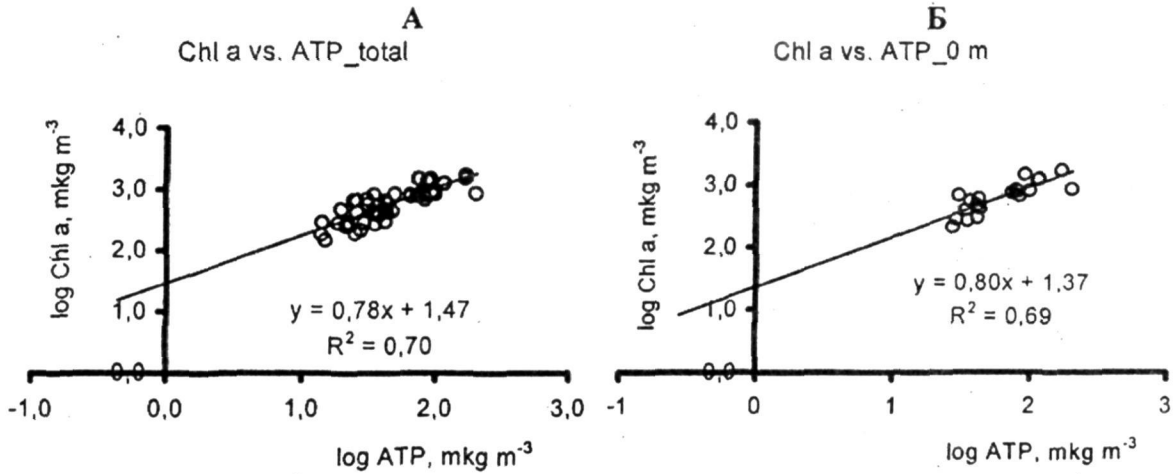 А
Chl a vs. ATP_total
log Chl a, mkg m-3
4,0
3,0
2,0
1,0
0,0
y = 0,78x + 1,47
R2 = 0,70
-1,0
0,0
1,0
2,0
3,0
log ATP, mkg m-3
Б
Chl a vs. ATP_0 m
log Chl a, mkg m-3
4,0
3,0
2,0
1,0
0,0
y = 0,80x + 1,37
R2 = 0,69
-1
0
1
2
3
log ATP, mkg m-3